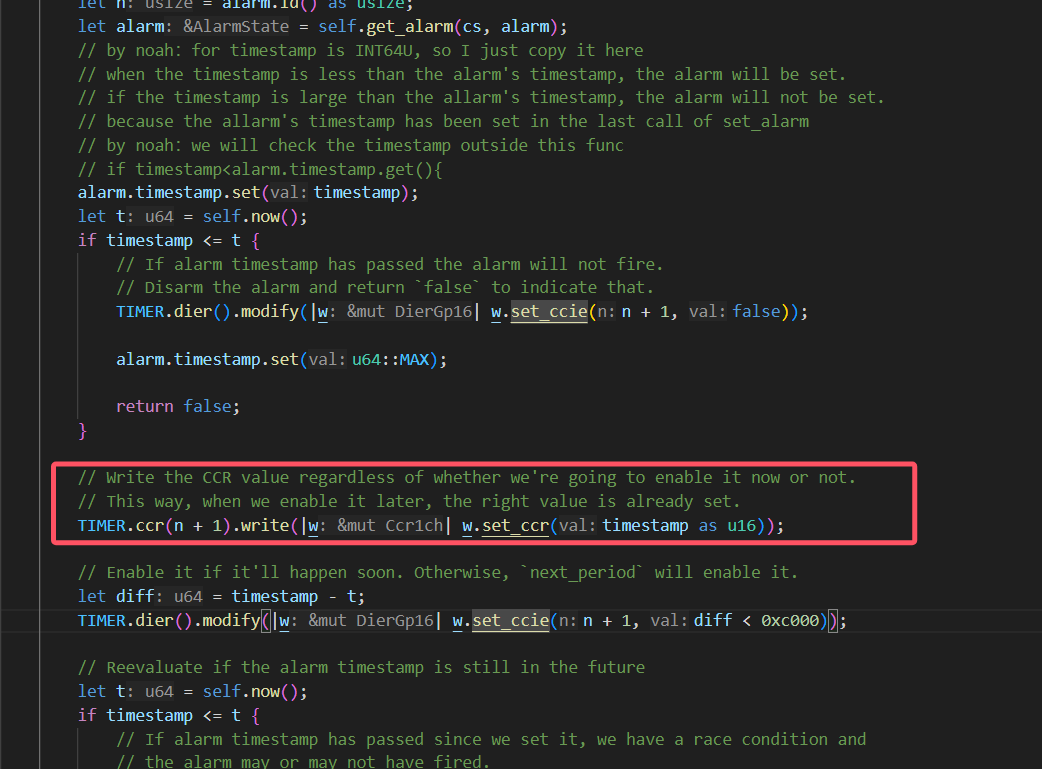 let n: usize = alarm.id() as usize;
let alarm: &AlarmState = self.get_alarm(cs, alarm);
// by noah: for timestamp is INT64U, so I just copy it here
// when the timestamp is less than the alarm's timestamp, the alarm will be set.
// if the timestamp is large than the allarm's timestamp, the alarm will not be set.
// because the allarm's timestamp has been set in the last call of set_alarm
// by noah: we will check the timestamp outside this func
// if timestamp<alarm.timestamp.get(){
alarm.timestamp.set(val: timestamp);
let t: u64 = self.now();
if timestamp <= t {
// If alarm timestamp has passed the alarm will not fire.
// Disarm the alarm and return `false` to indicate that.
TIMER.dier().modify(|w: &mut DierGp16| w.set_ccie(n: n + 1, val: false));
alarm.timestamp.set(val: u64::MAX);
return false;
}
// Write the CCR value regardless of whether we're going to enable it now or not.
// This way, when we enable it later, the right value is already set.
TIMER.ccr(n + 1).write(|w: &mut Ccr1ch| w.set_ccr(val: timestamp as u16));
// Enable it if it'll happen soon. Otherwise, `next_period` will enable it.
let diff: u64 = timestamp - t;
TIMER.dier().modify(|w: &mut DierGp16| w.set_ccie(n: n + 1, val: diff < 0xc000));
// Reevaluate if the alarm timestamp is still in the future
let t: u64 = self.now();
if timestamp <= t {
// If alarm timestamp has passed since we set it, we have a race condition and
// the alarm may or may not have fired.